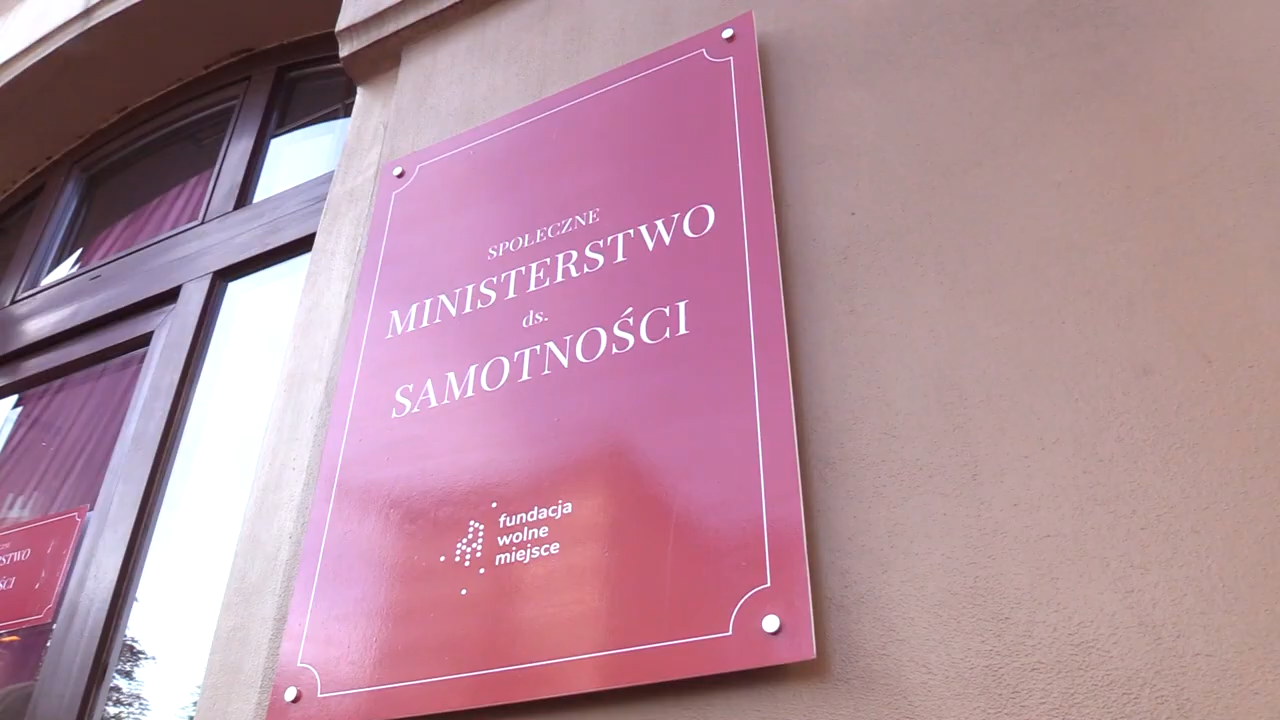 SPOŁECZNE
MINISTERSTWO
ds.
SAMOTNOŚCI
fundacja
wolne
miejsce